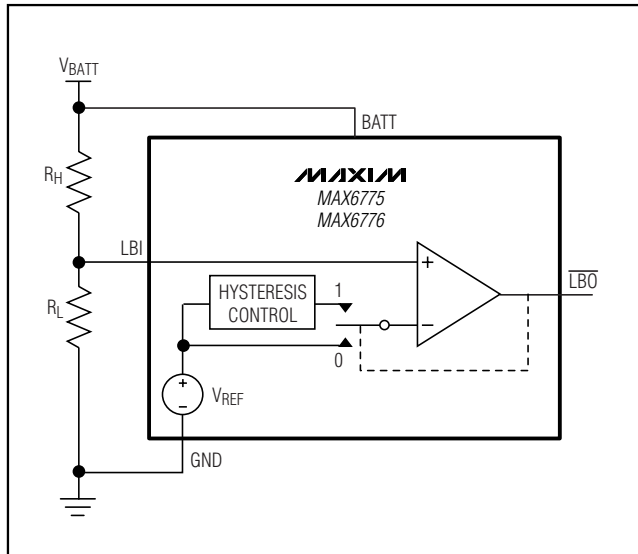 VBATT
BATT
RH
MAXIM
MAX6775
MAX6776
LBI
+
LBO
HYSTERESIS
CONTROL
1
−
RL
0
+
−
VREF
GND